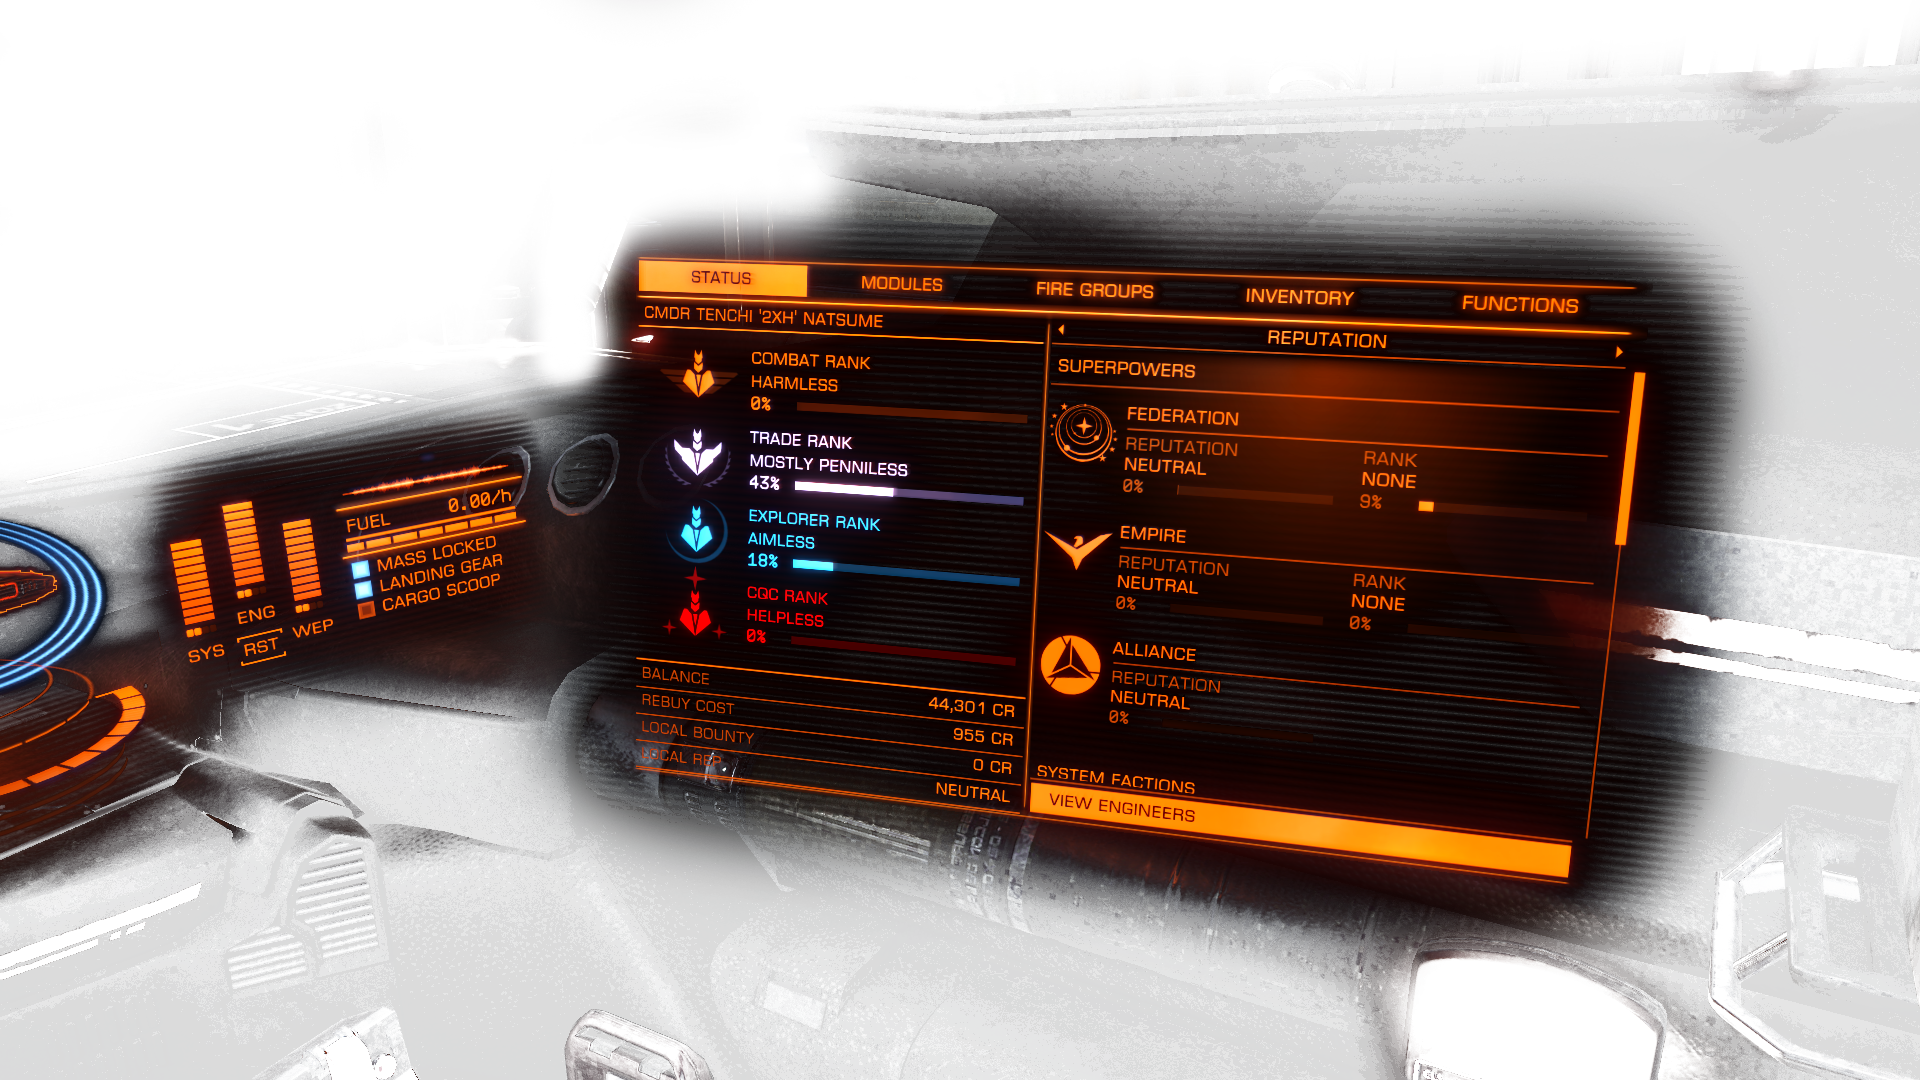 STATUS
MODULES
FIRE GROUPS
INVENTORY
FUNCTIONS
CMDR TENCHI '2XH' NATSUME
COMBAT RANK
HARMLESS
0%
TRADE RANK
MOSTLY PENNILESS
43%
EXPLORER RANK
AIMLESS
18%
CQC RANK
HELPLESS
0%
BALANCE
44,301 CR
REBUY COST
955 CR
LOCAL BOUNTY
0 CR
LOCAL REP
NEUTRAL
REPUTATION
SUPERPOWERS
FEDERATION
REPUTATION
NEUTRAL
0%
RANK
NONE
9%
EMPIRE
REPUTATION
NEUTRAL
0%
RANK
NONE
0%
ALLIANCE
REPUTATION
NEUTRAL
0%
SYSTEM FACTIONS
VIEW ENGINEERS
FUEL
0.00/h
MASS LOCKED
LANDING GEAR
CARGO SCOOP
SYS
ENG
RST
WEP